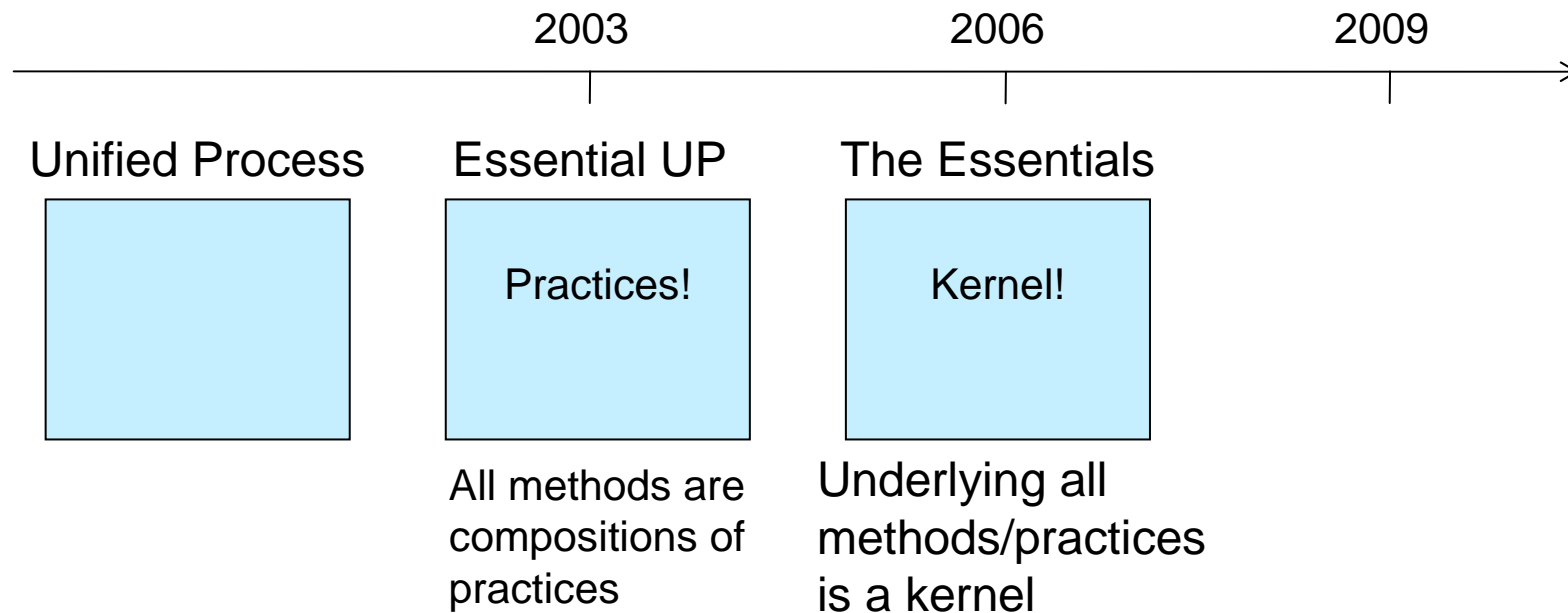 2003 2006 2009
Unified Process Essential UP The Essentials
Practices! Kernel!
All methods are
compositions of
practices
Underlying all
methods/practices
is a kernel